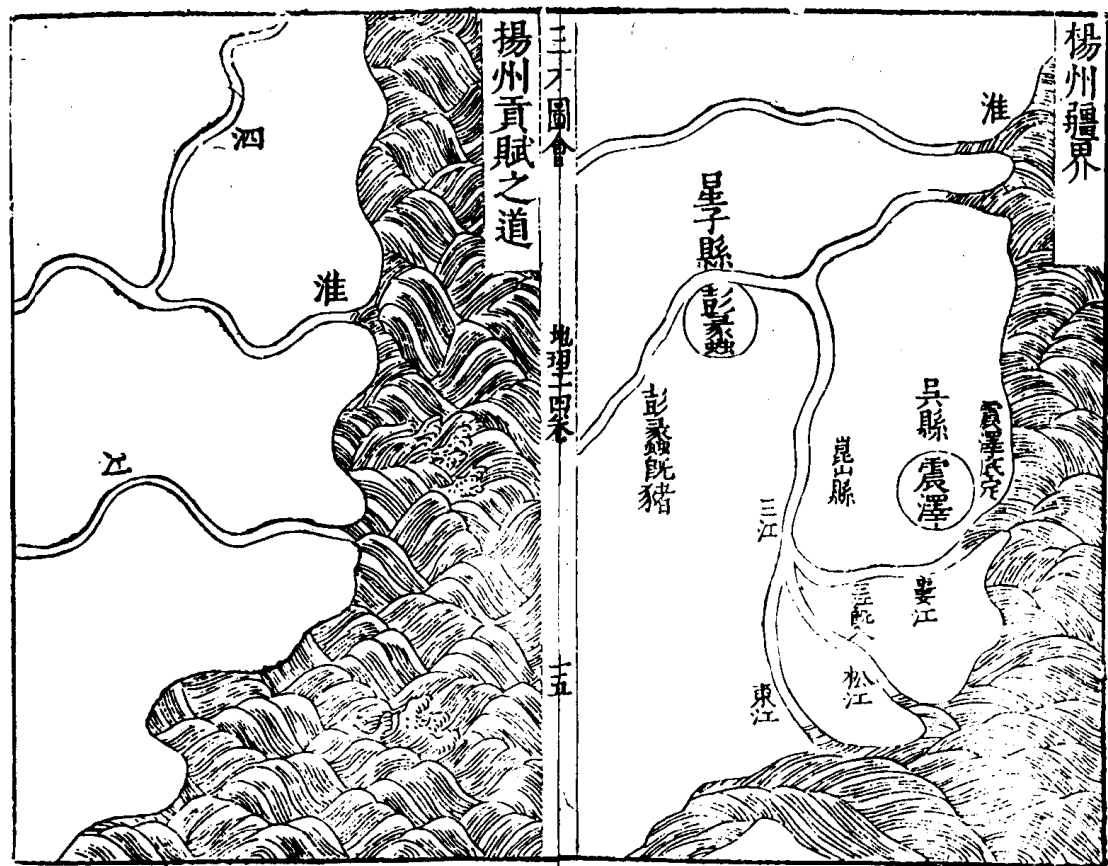 楊州疆界
淮
星子縣
彭蠡
彭蠡既豬
吳縣
震澤
震澤底定
崑山縣
三江
三江既入
婁江
松江
東江
三才圖會
地理十四卷
十五
揚州貢賦之道
泗
淮
江